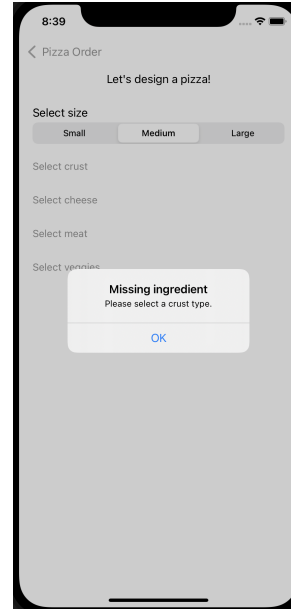 8:39
Pizza Order
Let's design a pizza!
Select size
Small Medium Large
Select crust
Select cheese
Select meat
Select veggies
Missing ingredient
Please select a crust type.
OK